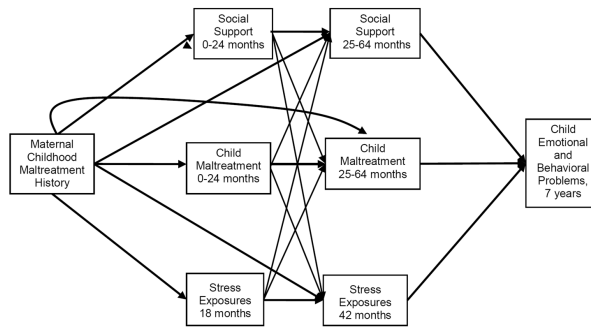 Social
Support
0-24 months
Social
Support
25-64 months
Maternal
Childhood
Maltreatment
History
Child
Maltreatment
0-24 months
Child
Maltreatment
25-64 months
Child
Emotional
and
Behavioral
Problems,
7 years
Stress
Exposures
18 months
Stress
Exposures
42 months